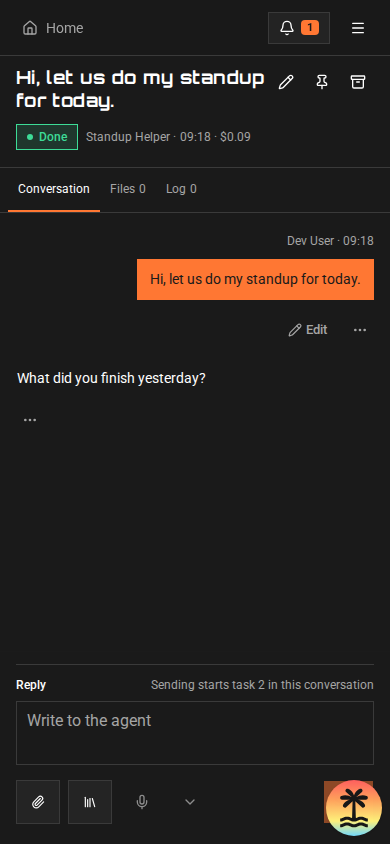 Home
1
Hi, let us do my standup
for today.
Done
Standup Helper · 09:18 · $0.09
Conversation
Files 0
Log 0
Dev User · 09:18
Hi, let us do my standup for today.
Edit
What did you finish yesterday?
Reply
Sending starts task 2 in this conversation
Write to the agent